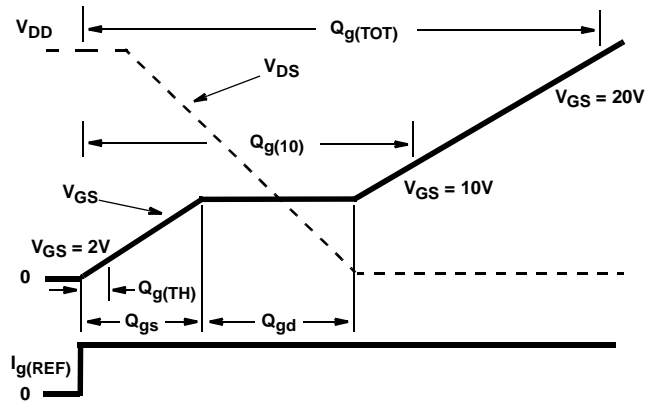 V_DD
Q_g(TOT)
V_DS
V_GS = 20V
Q_g(10)
V_GS
V_GS = 10V
V_GS = 2V
0
Q_g(TH)
Q_gs
Q_gd
I_g(REF)
0